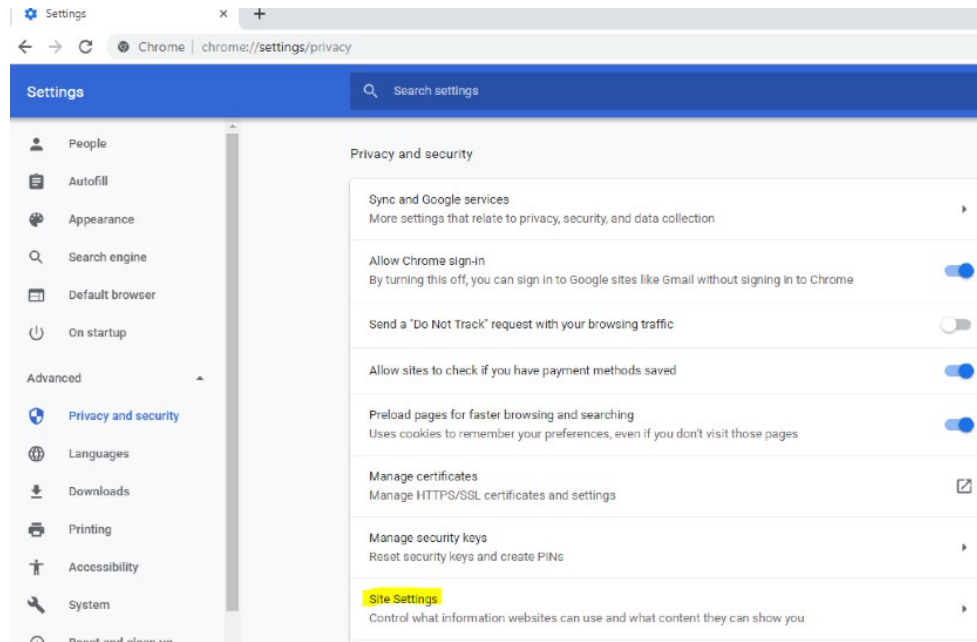 Settings
Chrome | chrome://settings/privacy
Settings
Search settings
People
Autofill
Appearance
Search engine
Default browser
On startup
Advanced
Privacy and security
Languages
Downloads
Printing
Accessibility
System
Reset and clean up
Privacy and security
Sync and Google services
More settings that relate to privacy, security, and data collection
Allow Chrome sign-in
By turning this off, you can sign in to Google sites like Gmail without signing in to Chrome
Send a "Do Not Track" request with your browsing traffic
Allow sites to check if you have payment methods saved
Preload pages for faster browsing and searching
Uses cookies to remember your preferences, even if you don't visit those pages
Manage certificates
Manage HTTPS/SSL certificates and settings
Manage security keys
Reset security keys and create PINs
Site Settings
Control what information websites can use and what content they can show you